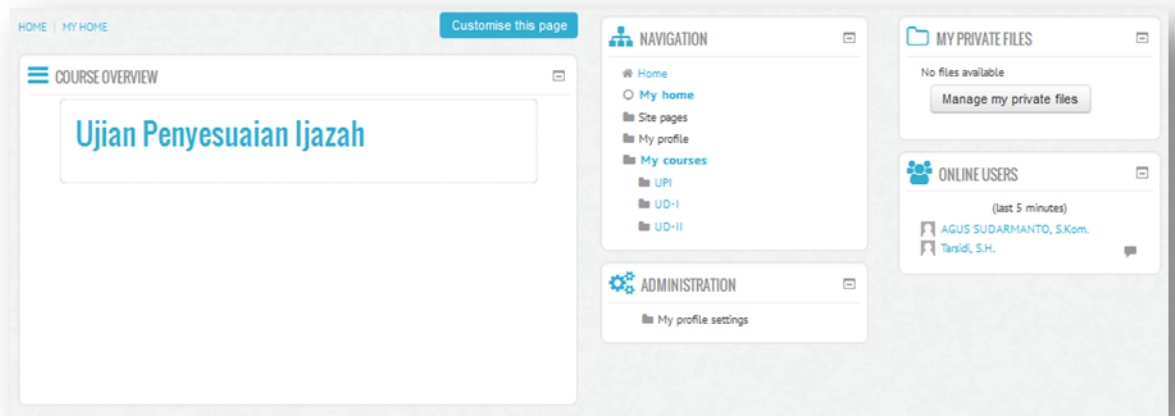 HOME | MY HOME
Customise this page
COURSE OVERVIEW
Ujian Penyesuaian Ijazah
NAVIGATION
Home
My home
Site pages
My profile
My courses
UPI
UD-I
UD-II
ADMINISTRATION
My profile settings
MY PRIVATE FILES
No files available
Manage my private files
ONLINE USERS
(last 5 minutes)
AGUS SUDARMANTO, S.Kom.
Tarsidi, S.H.